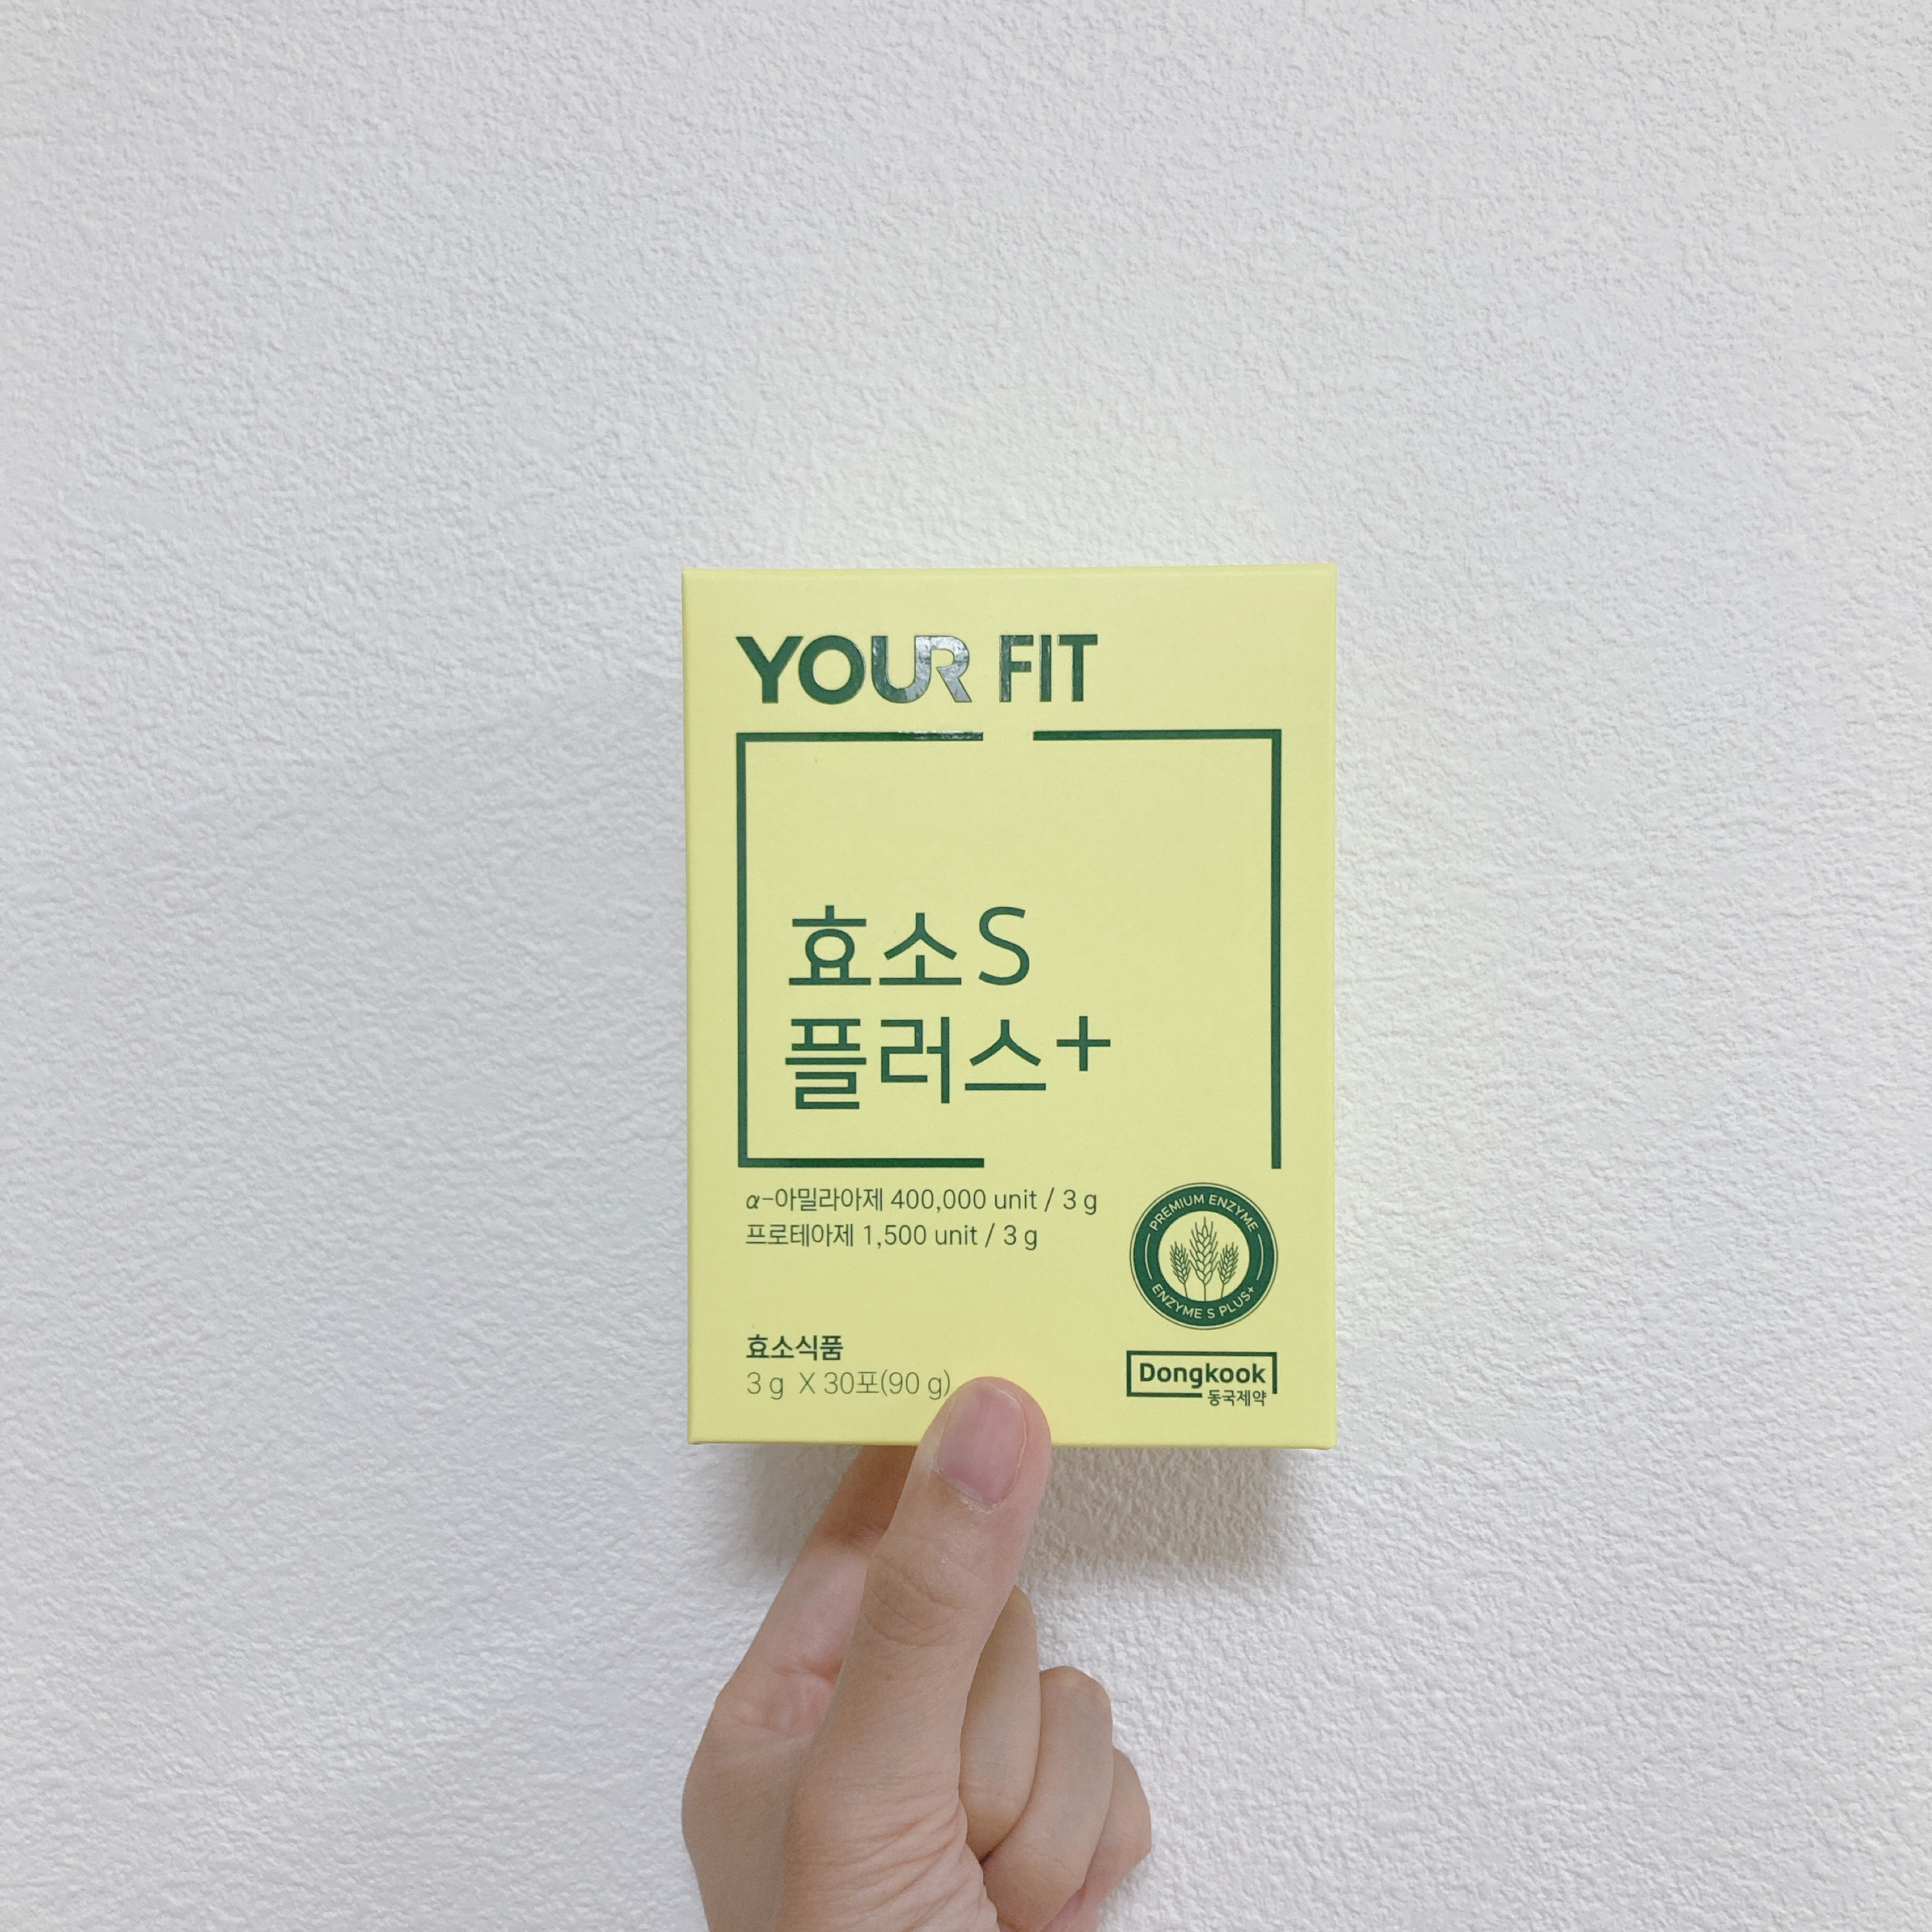 YOUR FIT
효소S
플러스+
α-아밀라아제 400,000 unit / 3 g
프로테아제 1,500 unit / 3 g
PREMIUM ENZYME
ENZYME S PLUS+
효소식품
3 g X 30포(90 g)
Dongkook
동국제약